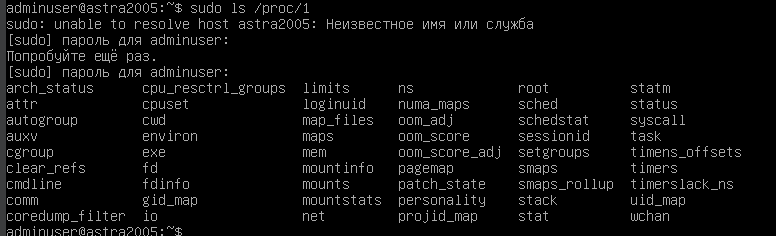 adminuser@astra2005:~$ sudo ls /proc/1
sudo: unable to resolve host astra2005: Неизвестное имя или служба
[sudo] пароль для adminuser:
Попробуйте ещё раз.
[sudo] пароль для adminuser:
arch_status cpu_resctrl_groups limits ns root statm
attr cpuset loginuid numa_maps sched status
autogroup cwd map_files oom_adj schedstat syscall
auxv environ maps oom_score sessionid task
cgroup exe mem oom_score_adj setgroups timens_offsets
clear_refs fd mountinfo pagemap smaps timers
cmdline fdinfo mounts patch_state smaps_rollup timerslack_ns
comm gid_map mountstats personality stack uid_map
coredump_filter io net projid_map stat wchan
adminuser@astra2005:~$